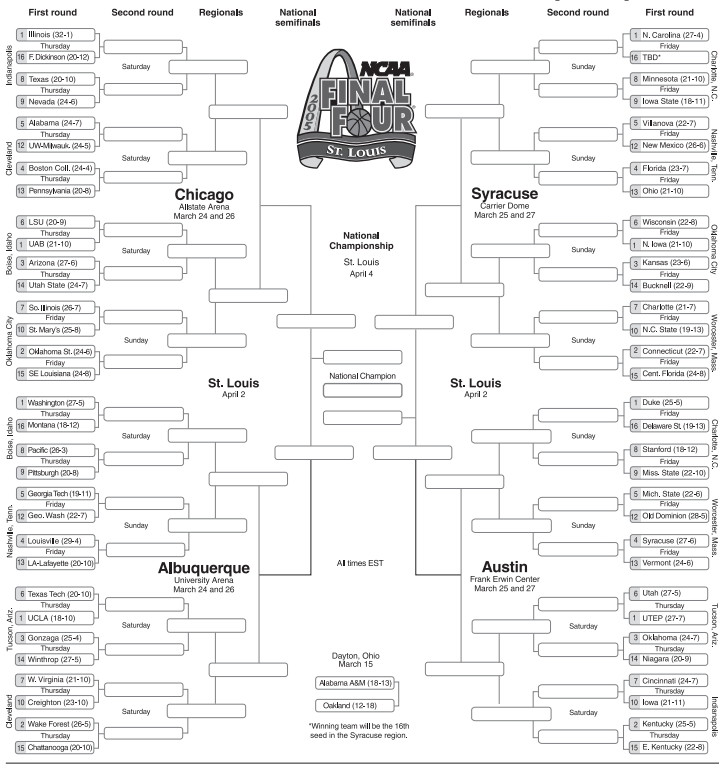 First round
Second round
Regionals
National
semifinals
National
semifinals
Regionals
Second round
First round
NCAA
FINAL
FOUR
2005
ST. LOUIS
Indianapolis
1 Illinois (32-1)
Thursday
16 F. Dickinson (20-12)
Saturday
8 Texas (20-10)
Thursday
9 Nevada (24-6)
Cleveland
5 Alabama (24-7)
Thursday
12 UW-Milwauk. (24-5)
Saturday
4 Boston Coll. (24-4)
Thursday
13 Pennsylvania (20-8)
Chicago
Allstate Arena
March 24 and 26
Boise, Idaho
6 LSU (20-9)
Thursday
1 UAB (21-10)
Saturday
3 Arizona (27-6)
Thursday
14 Utah State (24-7)
Oklahoma City
7 So. Illinois (26-7)
Friday
10 St. Mary's (25-8)
Sunday
2 Oklahoma St. (24-6)
Friday
15 SE Louisiana (24-8)
St. Louis
April 2
Boise, Idaho
1 Washington (27-5)
Thursday
16 Montana (18-12)
Saturday
8 Pacific (26-3)
Thursday
9 Pittsburgh (20-8)
Nashville, Tenn.
5 Georgia Tech (19-11)
Friday
12 Geo. Wash (22-7)
Sunday
4 Louisville (29-4)
Friday
13 LA-Lafayette (20-10)
Albuquerque
University Arena
March 24 and 26
Tucson, Ariz.
6 Texas Tech (20-10)
Thursday
1 UCLA (18-10)
Saturday
3 Gonzaga (25-4)
Thursday
14 Winthrop (27-5)
Cleveland
7 W. Virginia (21-10)
Thursday
10 Creighton (23-10)
Saturday
2 Wake Forest (26-5)
Thursday
15 Chattanooga (20-10)
National
Championship
St. Louis
April 4
National Champion
All times EST
Dayton, Ohio
March 15
Alabama A&M (18-13)
Oakland (12-18)
*Winning team will be the 16th
seed in the Syracuse region.
Charlotte, N.C.
1 N. Carolina (27-4)
Friday
16 TBD*
Sunday
8 Minnesota (21-10)
Friday
9 Iowa State (18-11)
Nashville, Tenn.
5 Villanova (22-7)
Friday
12 New Mexico (26-6)
Sunday
4 Florida (23-7)
Friday
13 Ohio (21-10)
Syracuse
Carrier Dome
March 25 and 27
Oklahoma City
6 Wisconsin (22-8)
Friday
1 N. Iowa (21-10)
Sunday
3 Kansas (23-6)
Friday
14 Bucknell (22-9)
Worcester, Mass.
7 Charlotte (21-7)
Friday
10 N.C. State (19-13)
Sunday
2 Connecticut (22-7)
Friday
15 Cent. Florida (24-8)
St. Louis
April 2
Charlotte, N.C.
1 Duke (25-5)
Friday
16 Delaware St. (19-13)
Sunday
8 Stanford (18-12)
Friday
9 Miss. State (22-10)
Worcester, Mass.
5 Mich. State (22-6)
Friday
12 Old Dominion (28-5)
Sunday
4 Syracuse (27-6)
Friday
13 Vermont (24-6)
Austin
Frank Erwin Center
March 25 and 27
Tucson, Ariz.
6 Utah (27-5)
Thursday
1 UTEP (27-7)
Saturday
3 Oklahoma (24-7)
Thursday
14 Niagara (20-9)
Indianapolis
7 Cincinnati (24-7)
Thursday
10 Iowa (21-11)
Saturday
2 Kentucky (25-5)
Thursday
15 E. Kentucky (22-8)